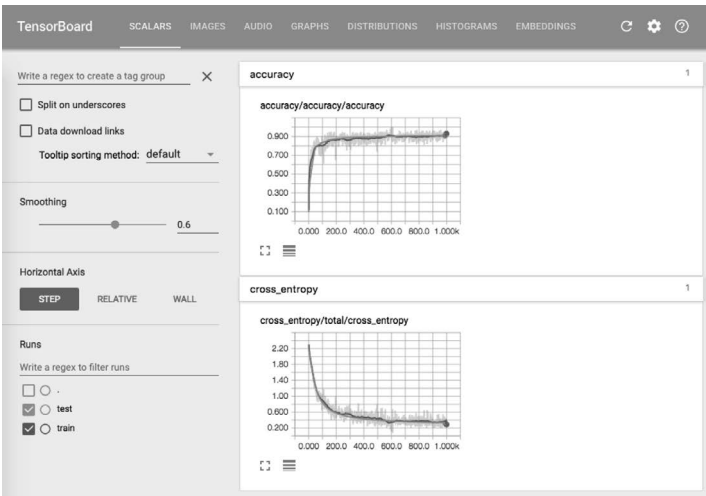 TensorBoard SCALARS IMAGES AUDIO GRAPHS DISTRIBUTIONS HISTOGRAMS EMBEDDINGS
Write a regex to create a tag group
Split on underscores
Data download links
Tooltip sorting method: default
Smoothing
0.6
Horizontal Axis
STEP RELATIVE WALL
Runs
Write a regex to filter runs
.
test
train
accuracy 1
accuracy/accuracy/accuracy
0.900
0.700
0.500
0.300
0.100
0.000 200.0 400.0 600.0 800.0 1.000k
cross_entropy 1
cross_entropy/total/cross_entropy
2.20
1.80
1.40
1.00
0.600
0.200
0.000 200.0 400.0 600.0 800.0 1.000k